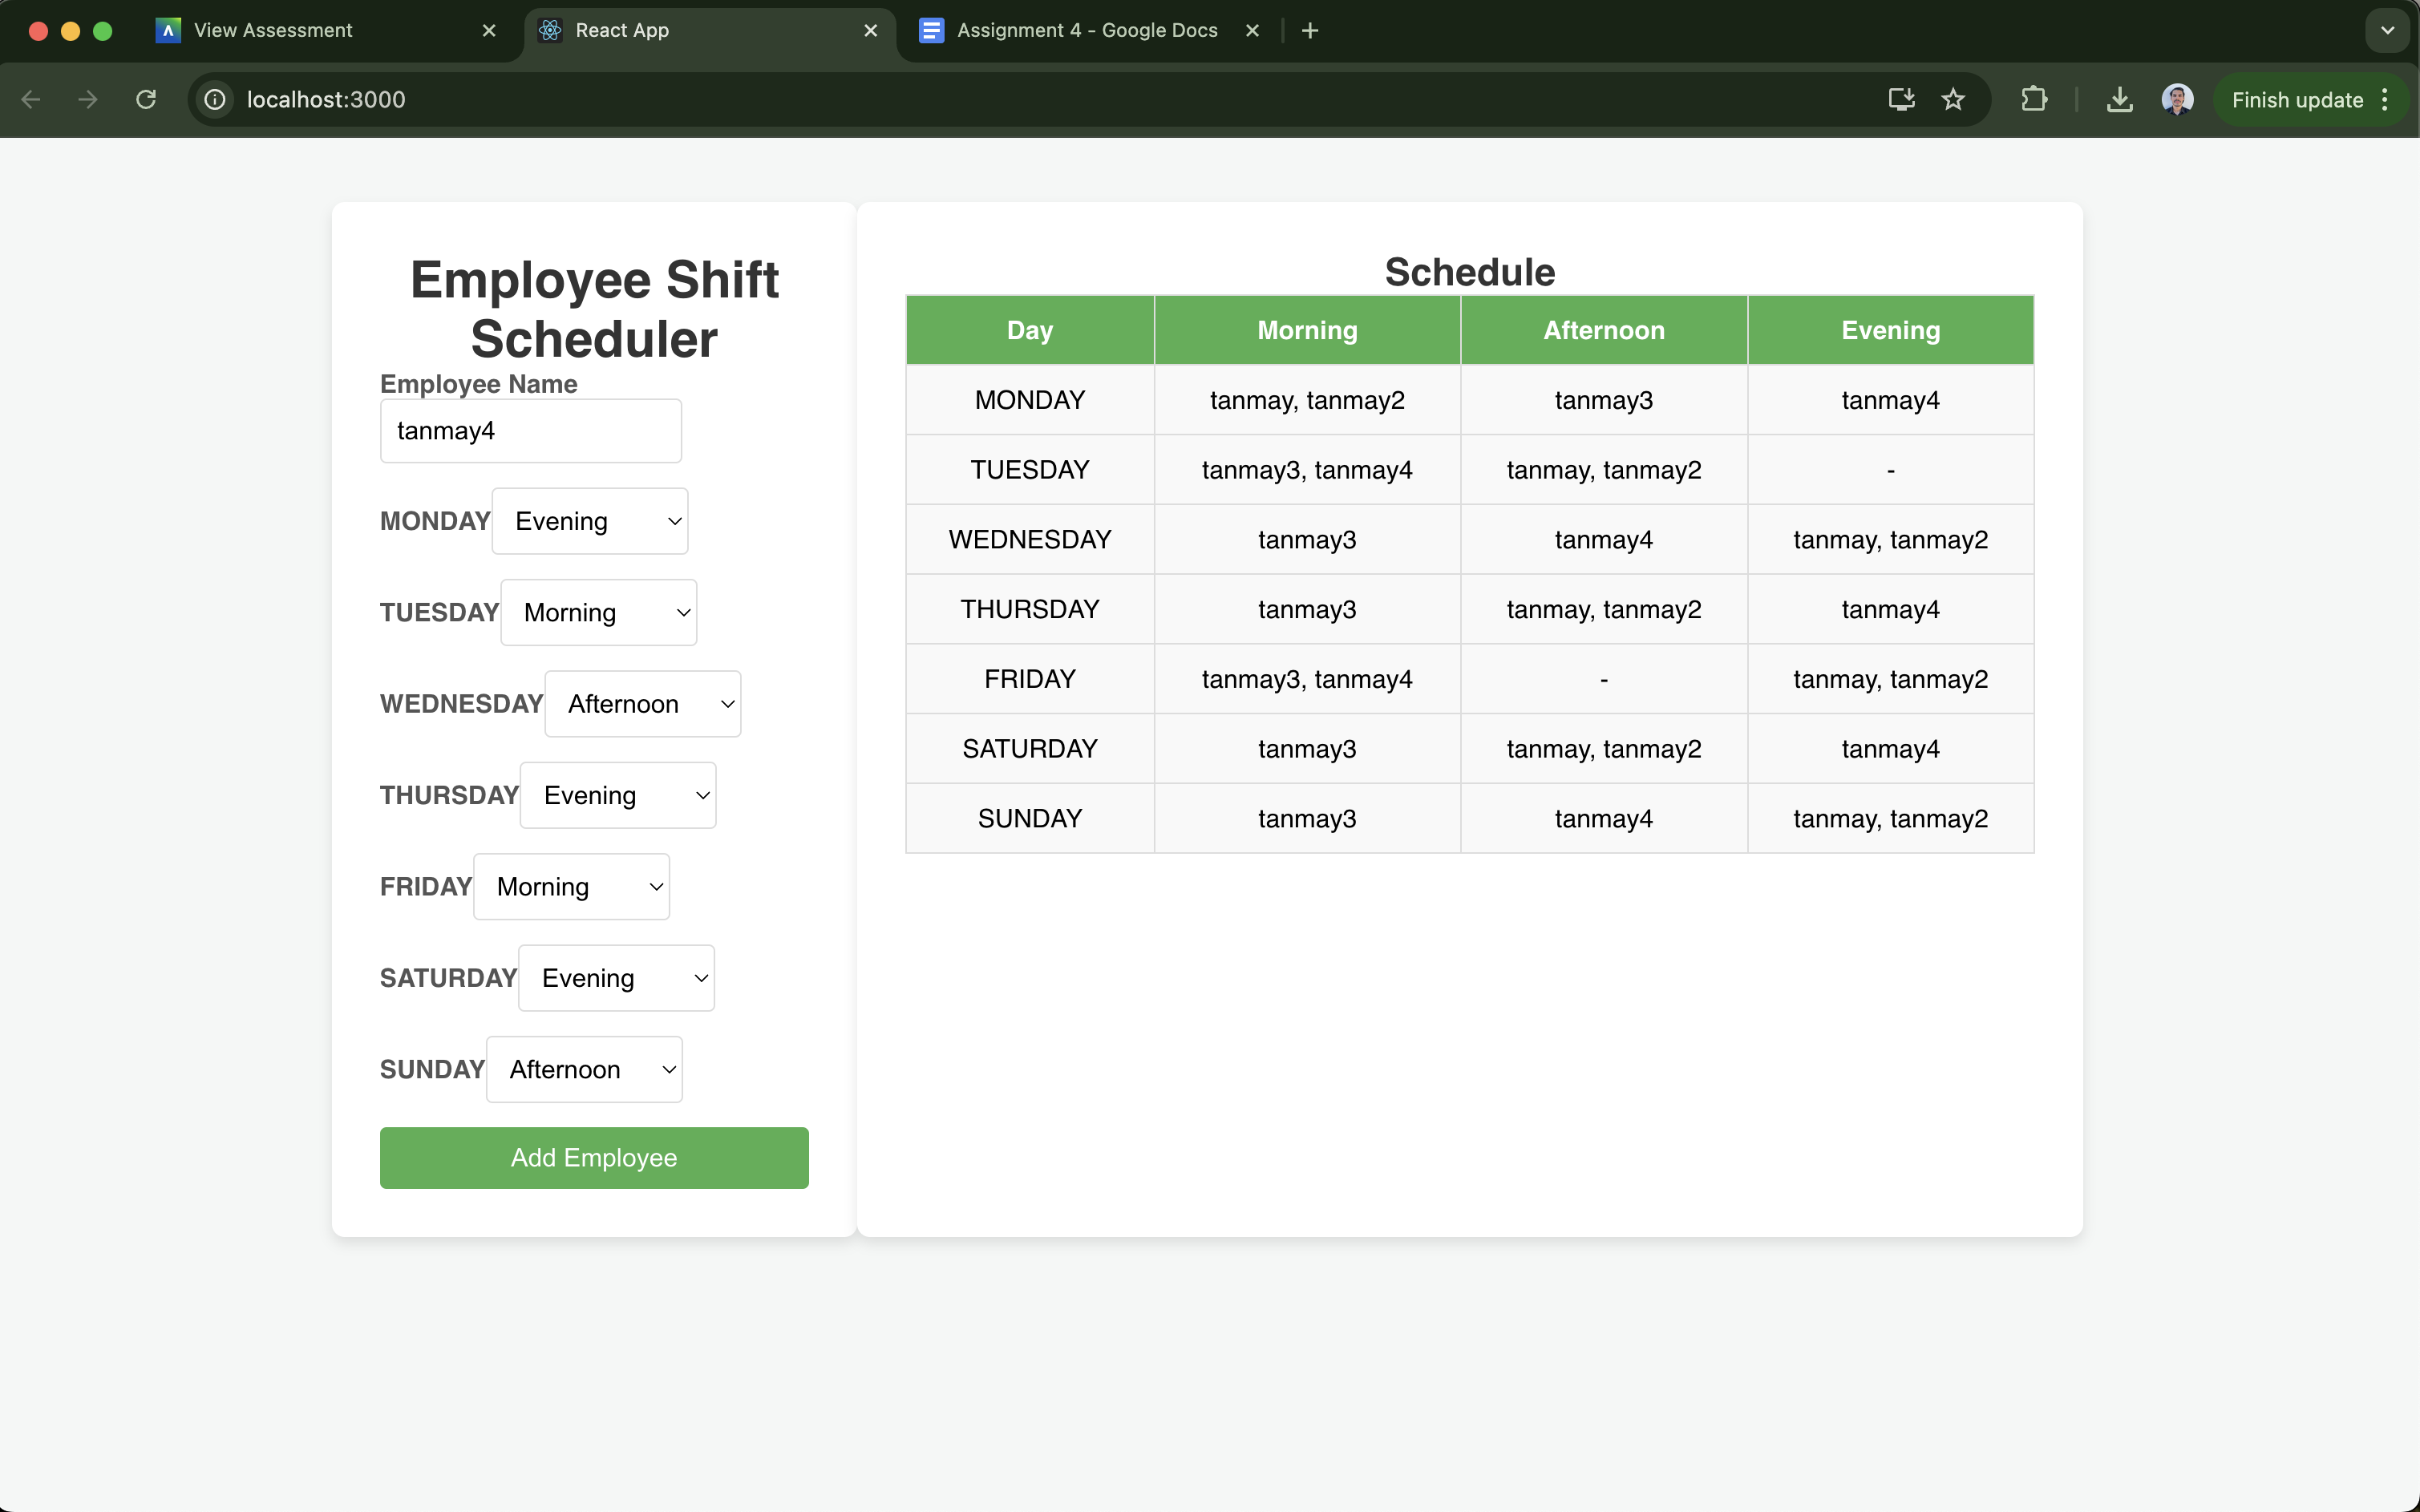 View Assessment
React App
Assignment 4 - Google Docs
localhost:3000
Finish update
Employee Shift
Scheduler
Employee Name
tanmay4
MONDAY Evening
TUESDAY Morning
WEDNESDAY Afternoon
THURSDAY Evening
FRIDAY Morning
SATURDAY Evening
SUNDAY Afternoon
Add Employee
Schedule
Day Morning Afternoon Evening
MONDAY tanmay, tanmay2 tanmay3 tanmay4
TUESDAY tanmay3, tanmay4 tanmay, tanmay2 -
WEDNESDAY tanmay3 tanmay4 tanmay, tanmay2
THURSDAY tanmay3 tanmay, tanmay2 tanmay4
FRIDAY tanmay3, tanmay4 - tanmay, tanmay2
SATURDAY tanmay3 tanmay, tanmay2 tanmay4
SUNDAY tanmay3 tanmay4 tanmay, tanmay2